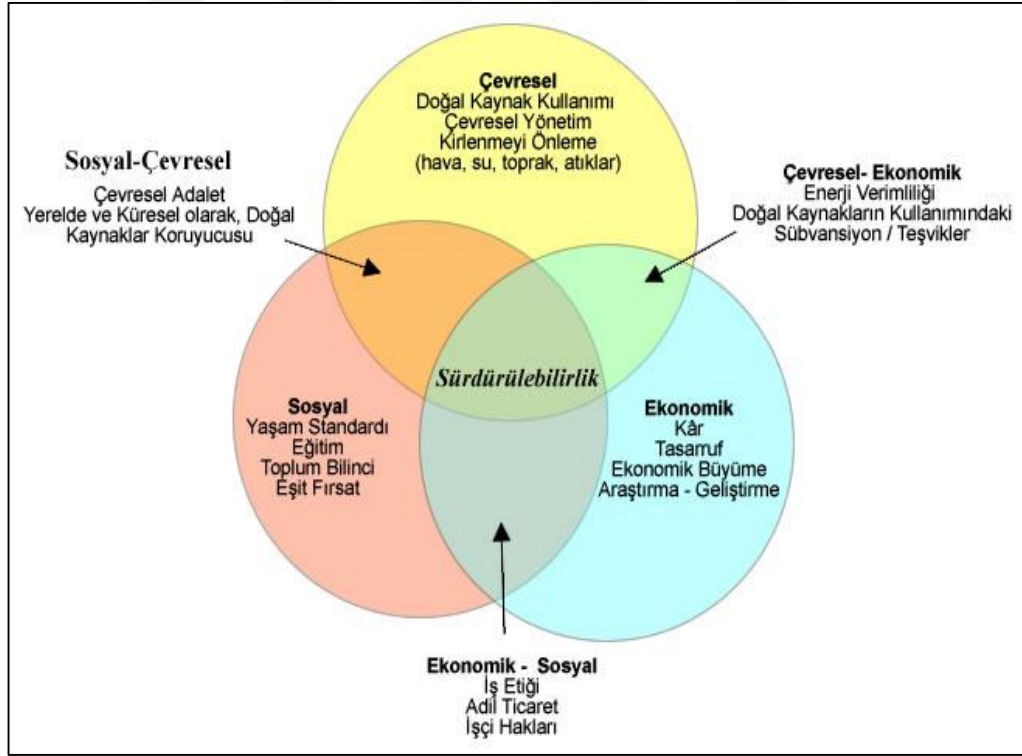 Çevresel
Doğal Kaynak Kullanımı
Çevresel Yönetim
Kirlenmeyi Önleme
(hava, su, toprak, atıklar)
Sosyal-Çevresel
Çevresel Adalet
Yerelde ve Küresel olarak, Doğal
Kaynaklar Koruyucusu
Çevresel- Ekonomik
Enerji Verimliliği
Doğal Kaynakların Kullanımındaki
Sübvansiyon / Teşvikler
Sürdürülebilirlik
Sosyal
Yaşam Standardı
Eğitim
Toplum Bilinci
Eşit Fırsat
Ekonomik
Kâr
Tasarruf
Ekonomik Büyüme
Araştırma - Geliştirme
Ekonomik - Sosyal
İş Etiği
Adil Ticaret
İşçi Hakları